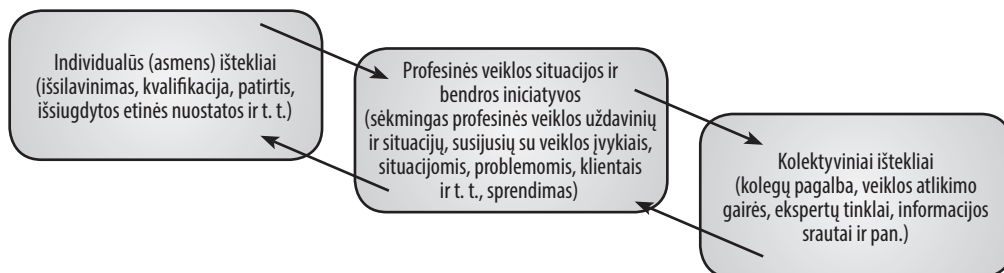 Individualūs (asmens) ištekliai
(išsilavinimas, kvalifikacija, patirtis,
išsiugdytos etinės nuostatos ir t. t.)
Profesinės veiklos situacijos ir
bendros iniciatyvos
(sėkmingas profesinės veiklos uždavinių
ir situacijų, susijusių su veiklos įvykiais,
situacijomis, problemomis, klientais
ir t. t., sprendimas)
Kolektyviniai ištekliai
(kolegų pagalba, veiklos atlikimo
gairės, ekspertų tinklai, informacijos
srautai ir pan.)